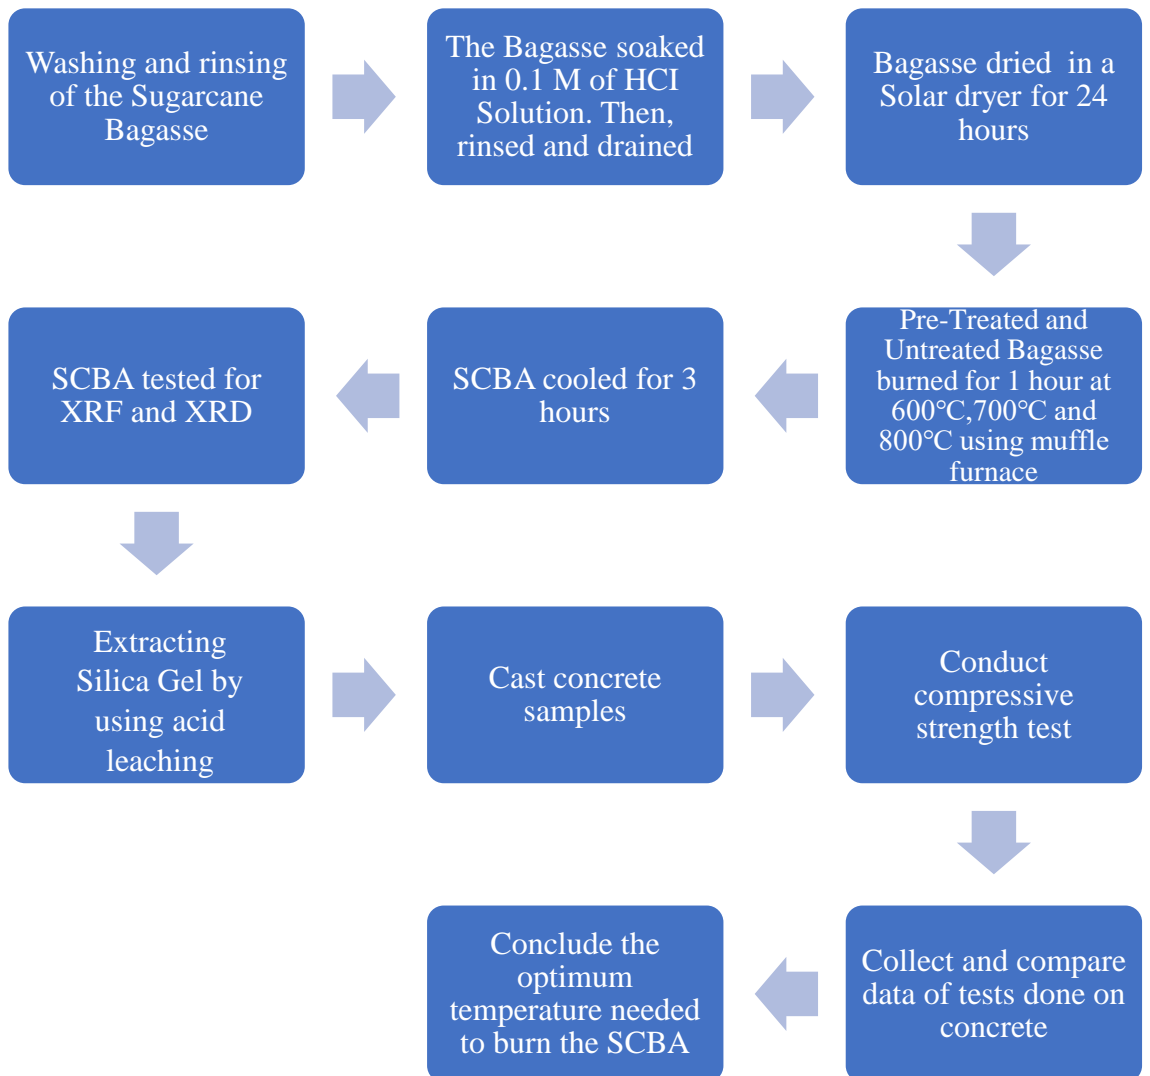 Washing and rinsing
of the Sugarcane
Bagasse
The Bagasse soaked
in 0.1 M of HCI
Solution. Then,
rinsed and drained
Bagasse dried in a
Solar dryer for 24
hours
Pre-Treated and
Untreated Bagasse
burned for 1 hour at
600°C,700°C and
800°C using muffle
furnace
SCBA cooled for 3
hours
SCBA tested for
XRF and XRD
Extracting
Silica Gel by
using acid
leaching
Cast concrete
samples
Conduct
compressive
strength test
Collect and compare
data of tests done on
concrete
Conclude the
optimum
temperature needed
to burn the SCBA